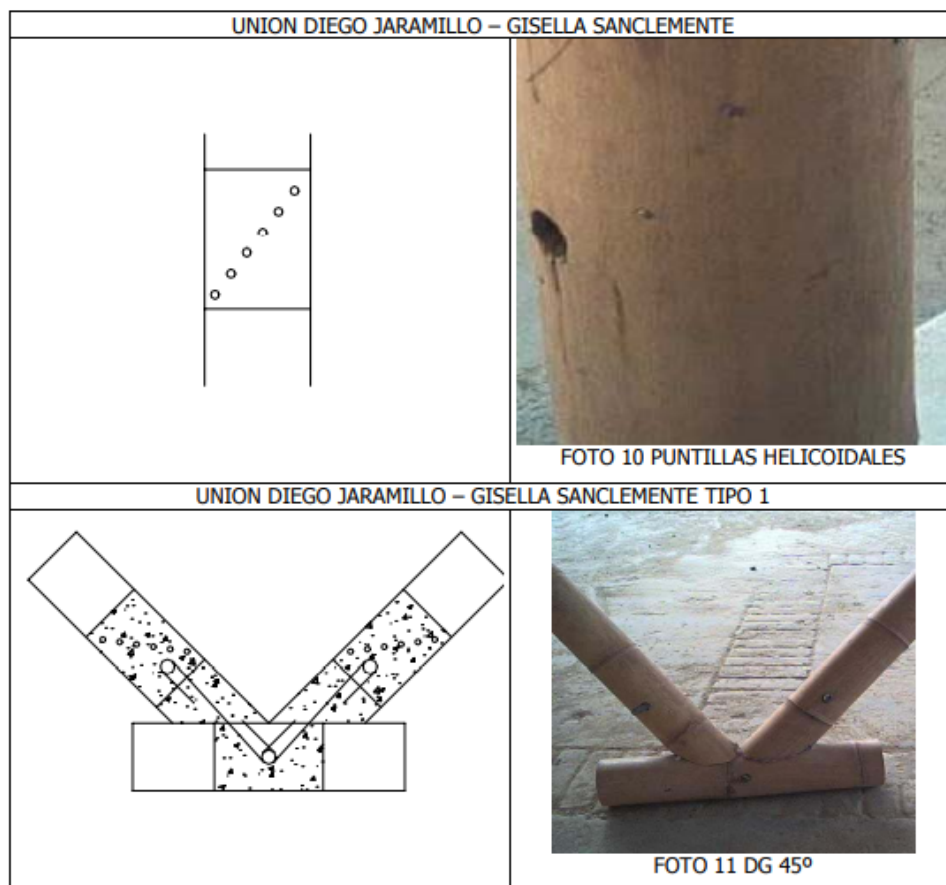 UNION DIEGO JARAMILLO – GISELLA SANCLEMENTE
FOTO 10 PUNTILLAS HELICOIDALES
UNION DIEGO JARAMILLO – GISELLA SANCLEMENTE TIPO 1
FOTO 11 DG 45º